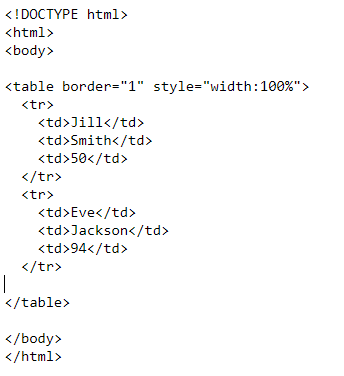 <!DOCTYPE html>
<html>
<body>

<table border="1" style="width:100%">
  <tr>
    <td>Jill</td>
    <td>Smith</td>
    <td>50</td>
  </tr>
  <tr>
    <td>Eve</td>
    <td>Jackson</td>
    <td>94</td>
  </tr>

</table>

</body>
</html>